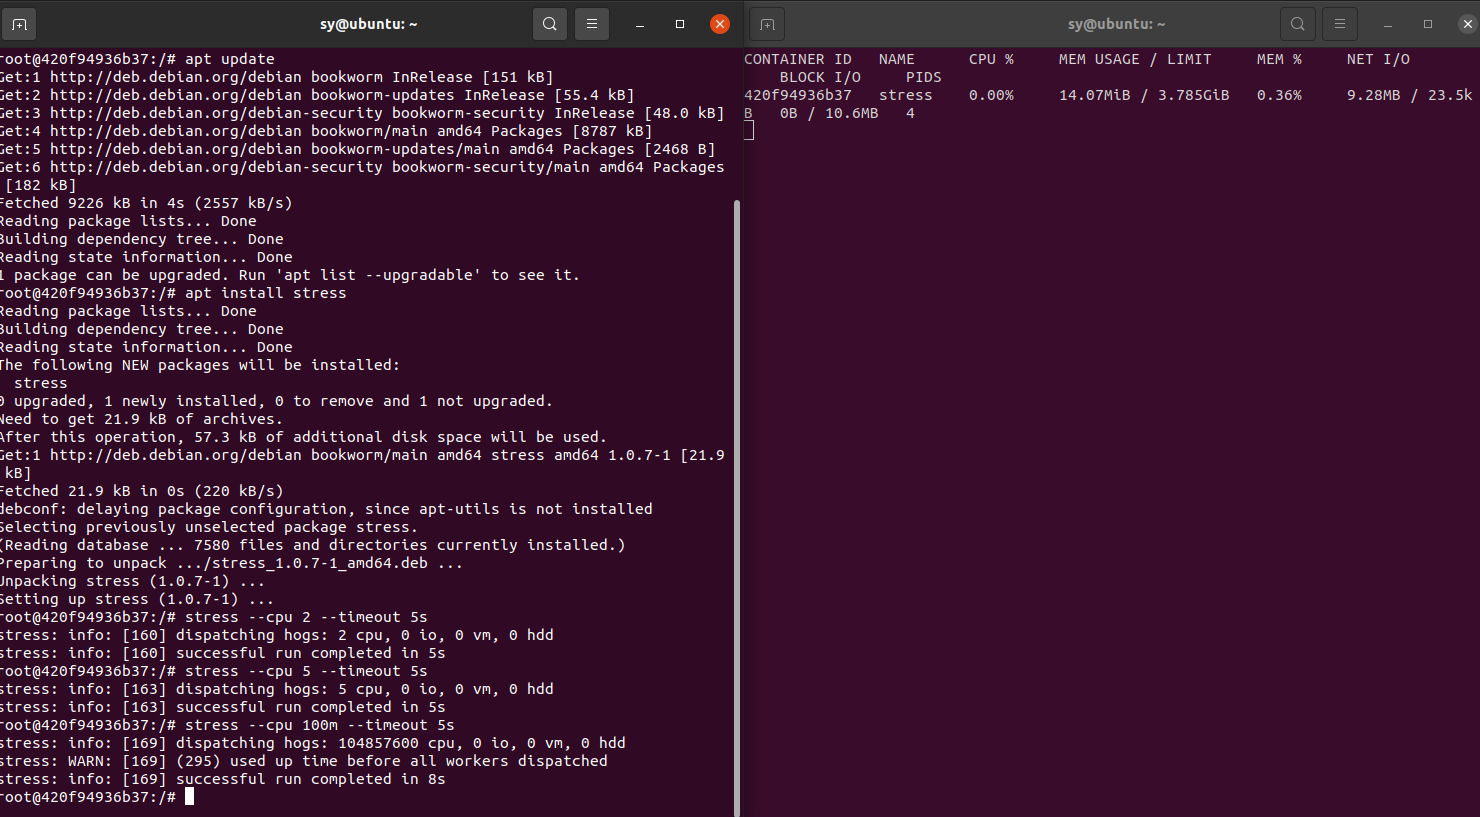 sy@ubuntu: ~
root@420f94936b37:/# apt update
Get:1 http://deb.debian.org/debian bookworm InRelease [151 kB]
Get:2 http://deb.debian.org/debian bookworm-updates InRelease [55.4 kB]
Get:3 http://deb.debian.org/debian-security bookworm-security InRelease [48.0 kB]
Get:4 http://deb.debian.org/debian bookworm/main amd64 Packages [8787 kB]
Get:5 http://deb.debian.org/debian bookworm-updates/main amd64 Packages [2468 B]
Get:6 http://deb.debian.org/debian-security bookworm-security/main amd64 Packages
[182 kB]
Fetched 9226 kB in 4s (2557 kB/s)
Reading package lists... Done
Building dependency tree... Done
Reading state information... Done
1 package can be upgraded. Run 'apt list --upgradable' to see it.
root@420f94936b37:/# apt install stress
Reading package lists... Done
Building dependency tree... Done
Reading state information... Done
The following NEW packages will be installed:
stress
0 upgraded, 1 newly installed, 0 to remove and 1 not upgraded.
Need to get 21.9 kB of archives.
After this operation, 57.3 kB of additional disk space will be used.
Get:1 http://deb.debian.org/debian bookworm/main amd64 stress amd64 1.0.7-1 [21.9
kB]
Fetched 21.9 kB in 0s (220 kB/s)
debconf: delaying package configuration, since apt-utils is not installed
Selecting previously unselected package stress.
(Reading database ... 7580 files and directories currently installed.)
Preparing to unpack .../stress_1.0.7-1_amd64.deb ...
Unpacking stress (1.0.7-1) ...
Setting up stress (1.0.7-1) ...
root@420f94936b37:/# stress --cpu 2 --timeout 5s
stress: info: [160] dispatching hogs: 2 cpu, 0 io, 0 vm, 0 hdd
stress: info: [160] successful run completed in 5s
root@420f94936b37:/# stress --cpu 5 --timeout 5s
stress: info: [163] dispatching hogs: 5 cpu, 0 io, 0 vm, 0 hdd
stress: info: [163] successful run completed in 5s
root@420f94936b37:/# stress --cpu 100m --timeout 5s
stress: info: [169] dispatching hogs: 104857600 cpu, 0 io, 0 vm, 0 hdd
stress: WARN: [169] (295) used up time before all workers dispatched
stress: info: [169] successful run completed in 8s
root@420f94936b37:/#
sy@ubuntu: ~
CONTAINER ID NAME CPU % MEM USAGE / LIMIT MEM % NET I/O
BLOCK I/O PIDS
420f94936b37 stress 0.00% 14.07MiB / 3.785GiB 0.36% 9.28MB / 23.5k
B 0B / 10.6MB 4